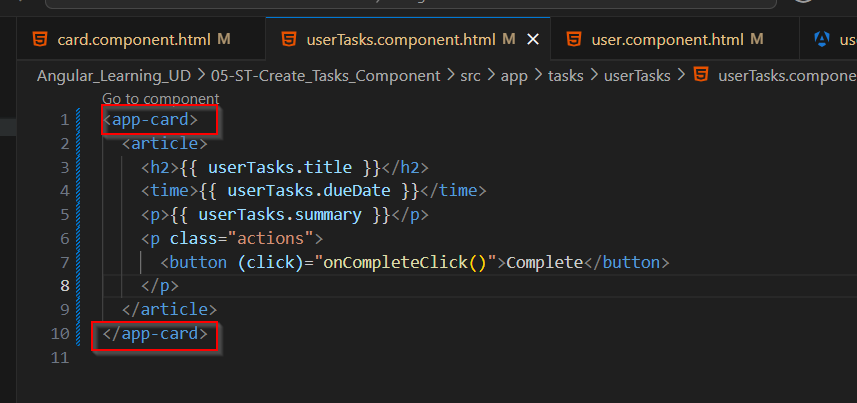 card.component.html M
userTasks.component.html M
user.component.html M
Angular_Learning_UD > 05-ST-Create_Tasks_Component > src > app > tasks > userTasks > userTasks.compone
Go to component
1 <app-card>
2 <article>
3 <h2>{{ userTasks.title }}</h2>
4 <time>{{ userTasks.dueDate }}</time>
5 <p>{{ userTasks.summary }}</p>
6 <p class="actions">
7 <button (click)="onCompleteClick()">Complete</button>
8 </p>
9 </article>
10 </app-card>
11